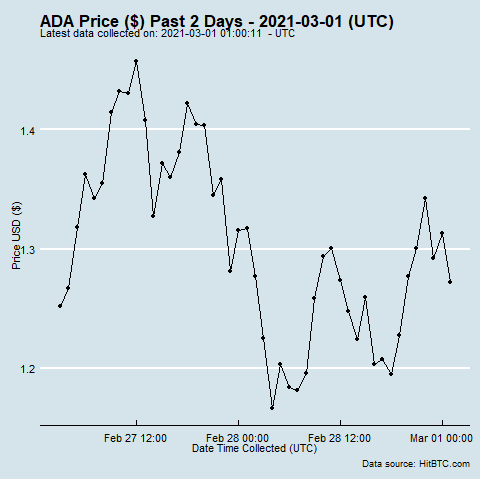 ADA Price ($) Past 2 Days - 2021-03-01 (UTC)
Latest data collected on: 2021-03-01 01:00:11  - UTC
Price USD ($)
1.4
1.3
1.2
Feb 27 12:00
Feb 28 00:00
Feb 28 12:00
Mar 01 00:00
Date Time Collected (UTC)
Data source: HitBTC.com